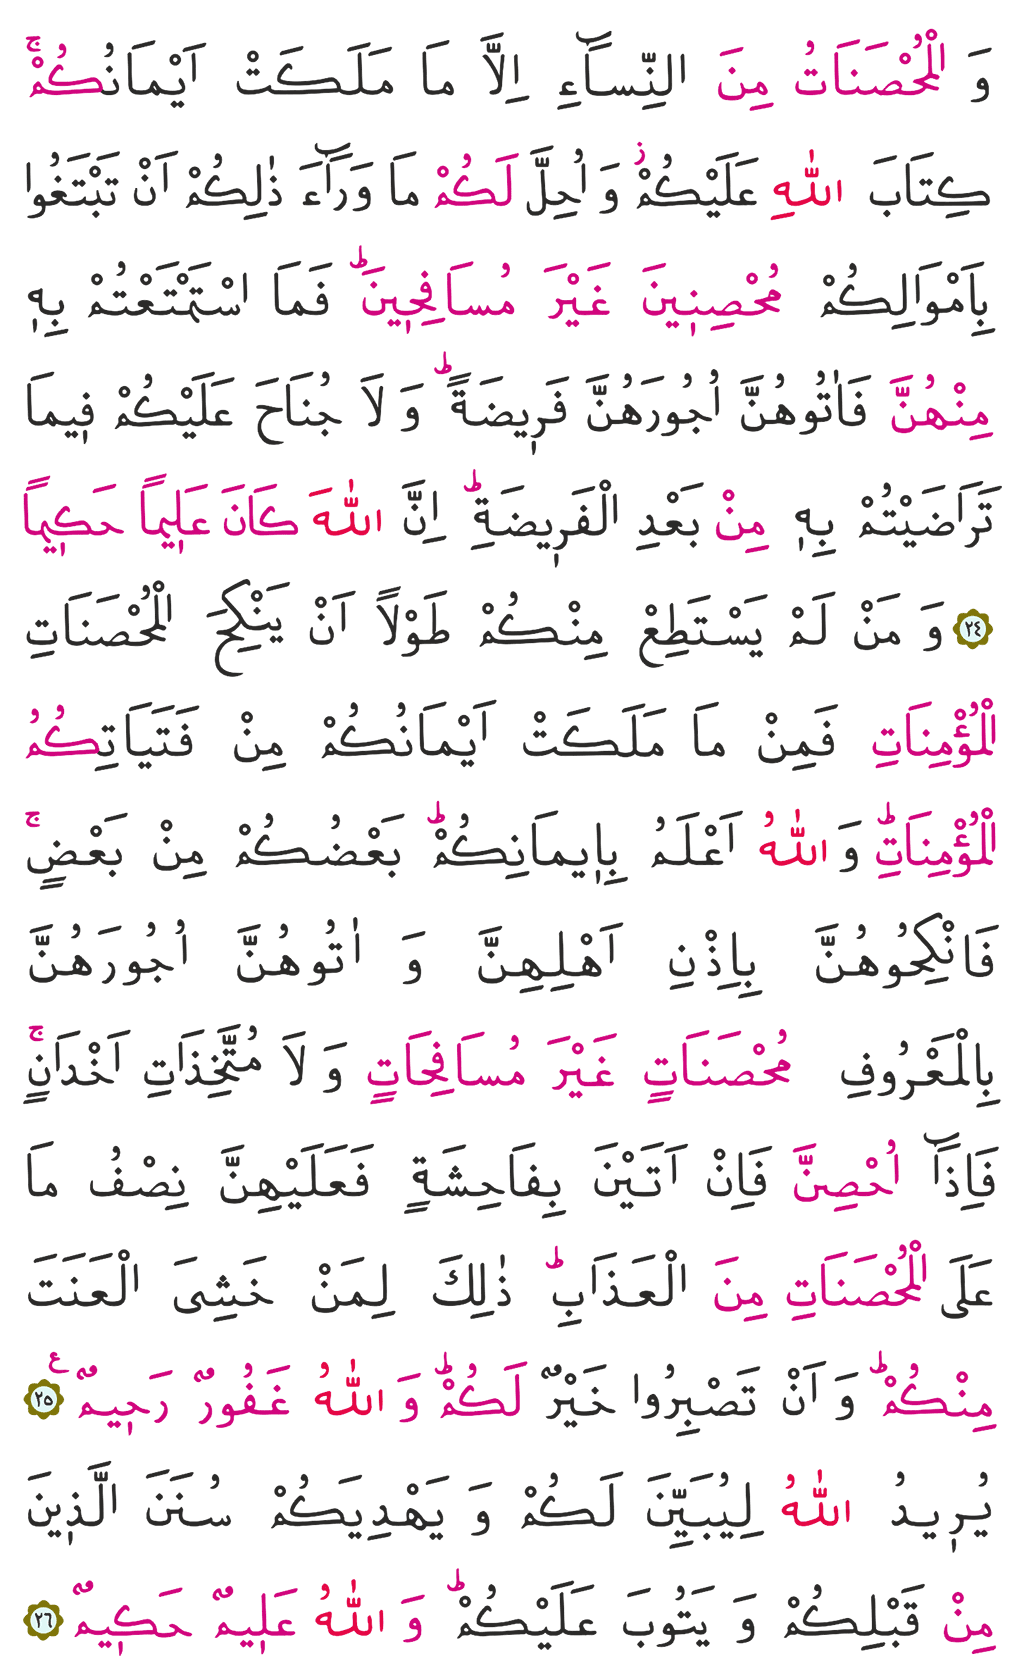 وَ الْمُحْصَنَاتُ مِنَ النِّسَٓاءِ اِلَّا مَا مَلَكَتْ اَيْمَانُكُمْۚ
كِتَابَ اللّٰهِ عَلَيْكُمْۚ وَ اُحِلَّ لَكُمْ مَا وَرَٓاءَ ذٰلِكُمْ اَنْ تَبْتَغُوا
بِاَمْوَالِكُمْ مُحْصِنٖينَ غَيْرَ مُسَافِحٖينَؕ فَمَا اسْتَمْتَعْتُمْ بِهٖ
مِنْهُنَّ فَاٰتُوهُنَّ اُجُورَهُنَّ فَرٖيضَةًؕ وَ لَا جُنَاحَ عَلَيْكُمْ فٖيمَا
تَرَاضَيْتُمْ بِهٖ مِنْ بَعْدِ الْفَرٖيضَةِؕ اِنَّ اللّٰهَ كَانَ عَلٖيماً حَكٖيماً
٢٤ وَ مَنْ لَمْ يَسْتَطِعْ مِنْكُمْ طَوْلاً اَنْ يَنْكِحَ الْمُحْصَنَاتِ
الْمُؤْمِنَاتِ فَمِنْ مَا مَلَكَتْ اَيْمَانُكُمْ مِنْ فَتَيَاتِكُمُ
الْمُؤْمِنَاتِؕ وَ اللّٰهُ اَعْلَمُ بِاٖيمَانِكُمْؕ بَعْضُكُمْ مِنْ بَعْضٍۚ
فَانْكِحُوهُنَّ بِاِذْنِ اَهْلِهِنَّ وَ اٰتُوهُنَّ اُجُورَهُنَّ
بِالْمَعْرُوفِ مُحْصَنَاتٍ غَيْرَ مُسَافِحَاتٍ وَ لَا مُتَّخِذَاتِ اَخْدَانٍۚ
فَاِذَٓا اُحْصِنَّ فَاِنْ اَتَيْنَ بِفَاحِشَةٍ فَعَلَيْهِنَّ نِصْفُ مَا
عَلَى الْمُحْصَنَاتِ مِنَ الْعَذَابِؕ ذٰلِكَ لِمَنْ خَشِىَ الْعَنَتَ
مِنْكُمْؕ وَ اَنْ تَصْبِرُوا خَيْرٌ لَكُمْؕ وَ اللّٰهُ غَفُورٌ رَحٖيمٌ ع ٢٥
يُرٖيدُ اللّٰهُ لِيُبَيِّنَ لَكُمْ وَ يَهْدِيَكُمْ سُنَنَ الَّذٖينَ
مِنْ قَبْلِكُمْ وَ يَتُوبَ عَلَيْكُمْؕ وَ اللّٰهُ عَلٖيمٌ حَكٖيمٌ ٢٦